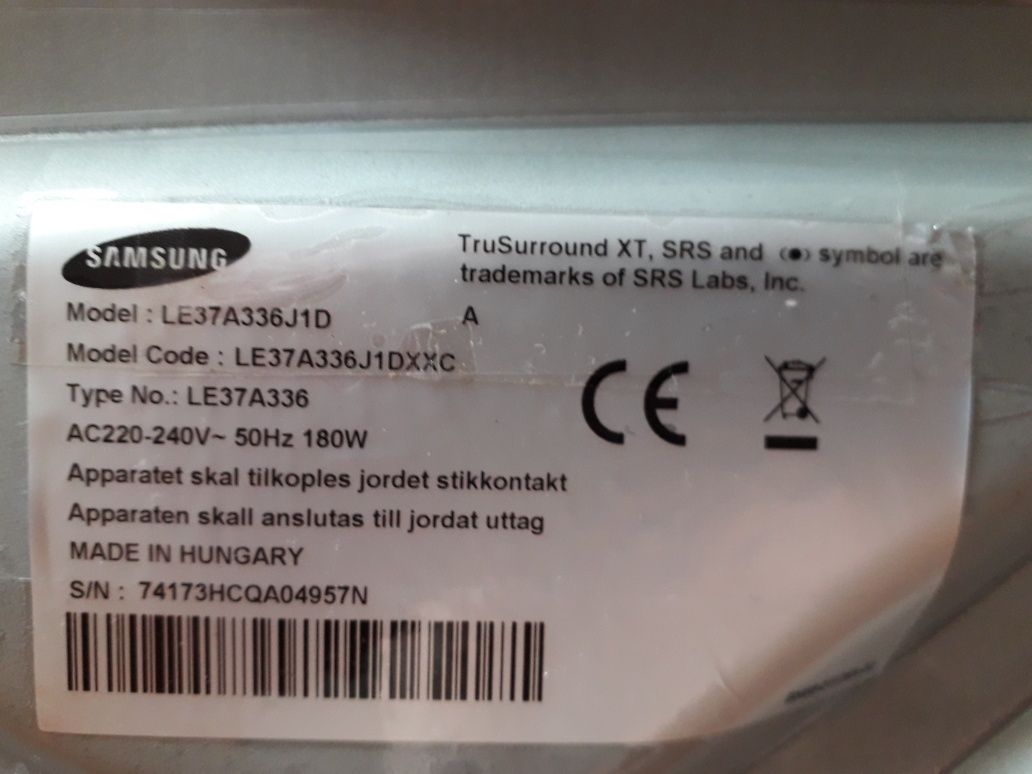 SAMSUNG
TruSurround XT, SRS and (●) symbol are
trademarks of SRS Labs, Inc.
Model : LE37A336J1D A
Model Code : LE37A336J1DXXC
Type No.: LE37A336
AC220-240V~ 50Hz 180W
Apparatet skal tilkoples jordet stikkontakt
Apparaten skall anslutas till jordat uttag
MADE IN HUNGARY
S/N : 74173HCQA04957N
CE